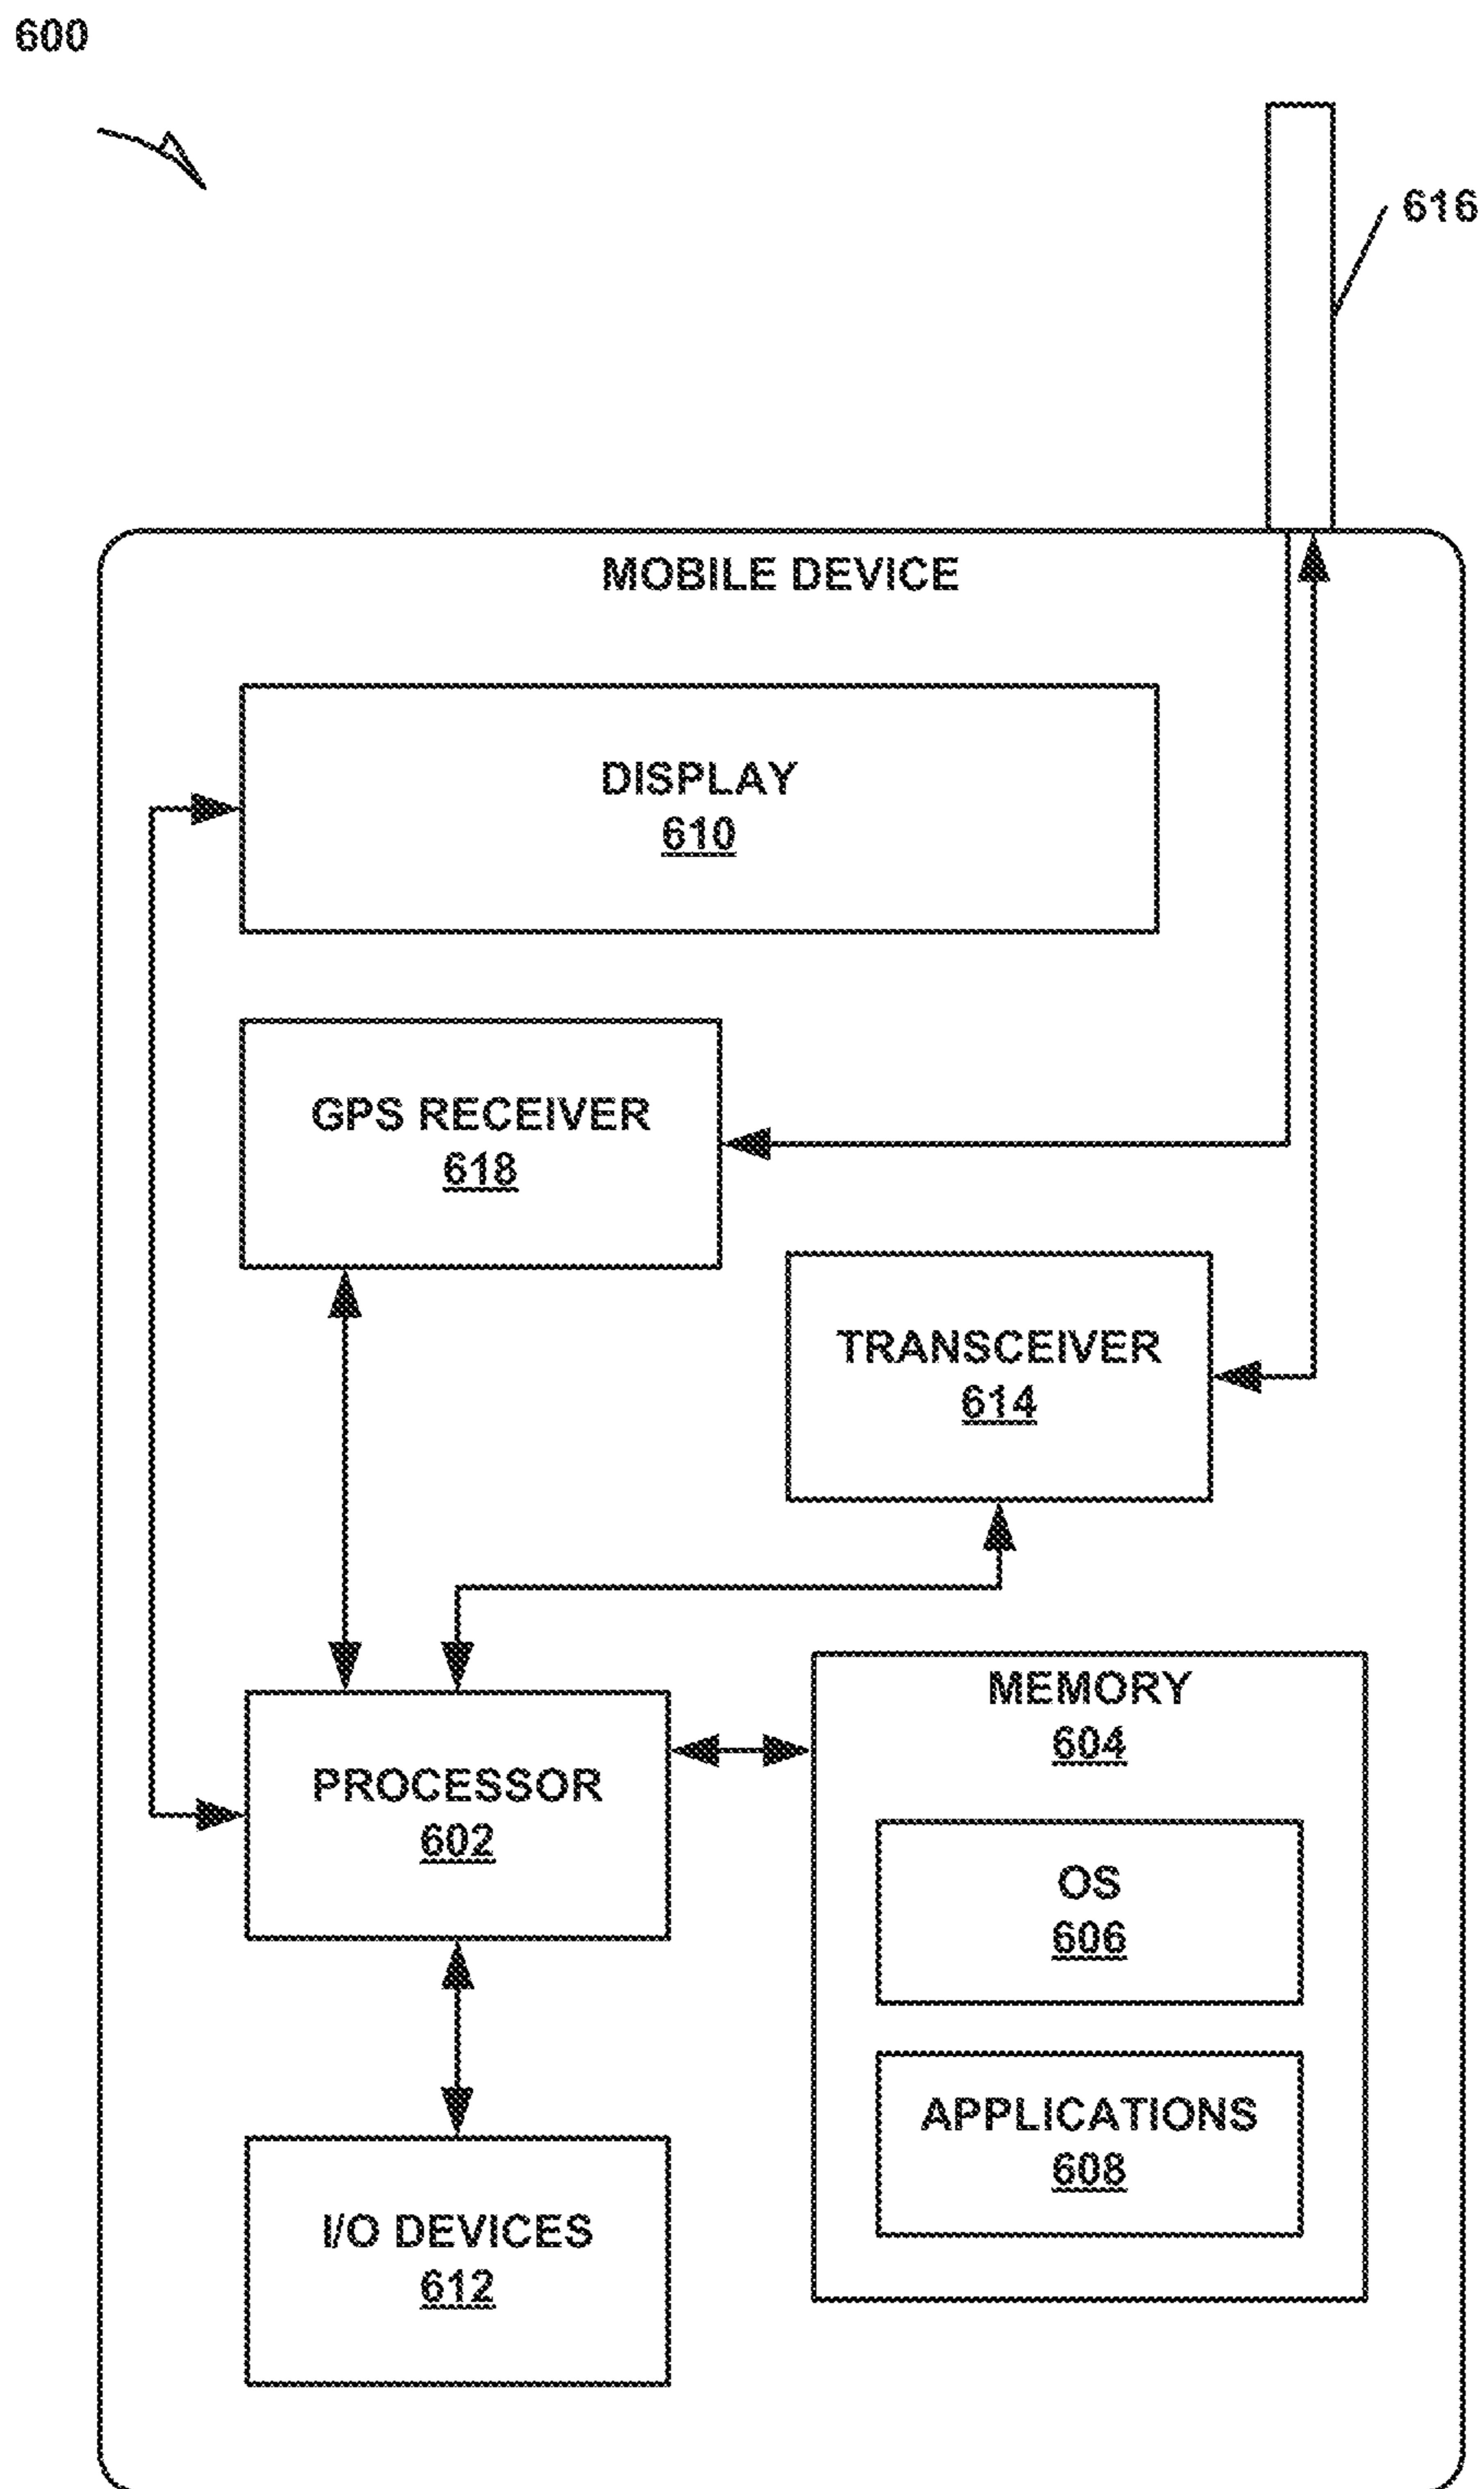 600
616
MOBILE DEVICE
DISPLAY
610
GPS RECEIVER
618
TRANSCEIVER
614
MEMORY
604
PROCESSOR
602
OS
606
APPLICATIONS
608
I/O DEVICES
612